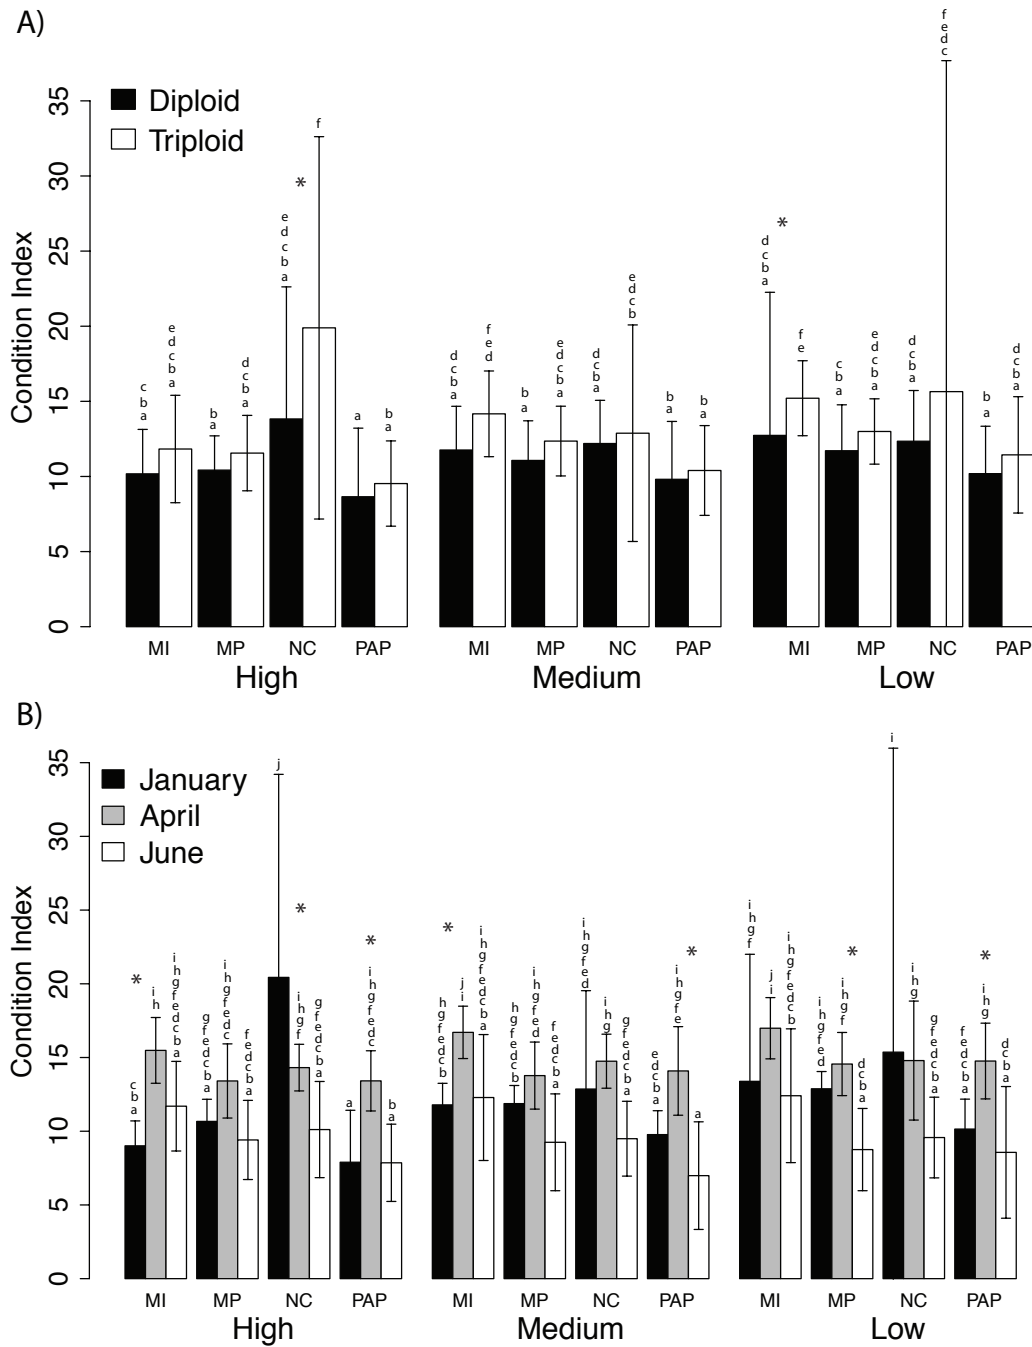 A)
Condition Index
0 5 10 15 20 25 30 35
Diploid
Triploid
c b a
e d c b a
b a
d c b a
e d c b a
*
f
a
b a
d c b a
f e d
b a
e d c b a
d c b a
e d c b
b a
b a
d c b a
*
f e
c b a
e d c b a
d c b a
f e d c
b a
d c b a
MI MP NC PAP MI MP NC PAP MI MP NC PAP
High Medium Low
B)
Condition Index
0 5 10 15 20 25 30 35
January
April
June
c b a
*
i h
i h g f e d c b a
g f e d c b a
i h g f e d c
f e d c b a
j
*
i h g f
g f e d c b a
a
*
i h g f e d c
b a
h g f e d c b
*
j i
i h g f e d c b a
h g f e d c b
i h g f e d
f e d c b a
i h g f e d
i h g
g f e d c b a
e d c b a
i h g f e
*
a
i h g f
j i
i h g f e d c b
i h g f e d
i h g f
*
d c b a
i
i h g
g f e d c b a
f e d c b a
*
i h g
d c b a
MI MP NC PAP MI MP NC PAP MI MP NC PAP
High Medium Low